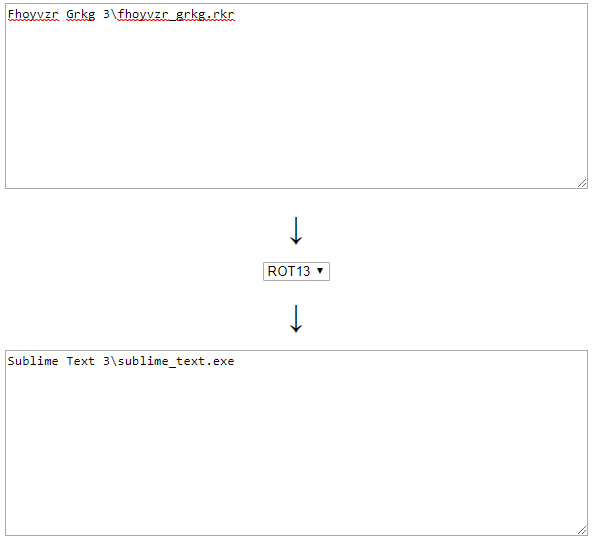 Fhoyvzr Grkg 3\fhoyvzr_grkg.rkr
ROT13
Sublime Text 3\sublime_text.exe